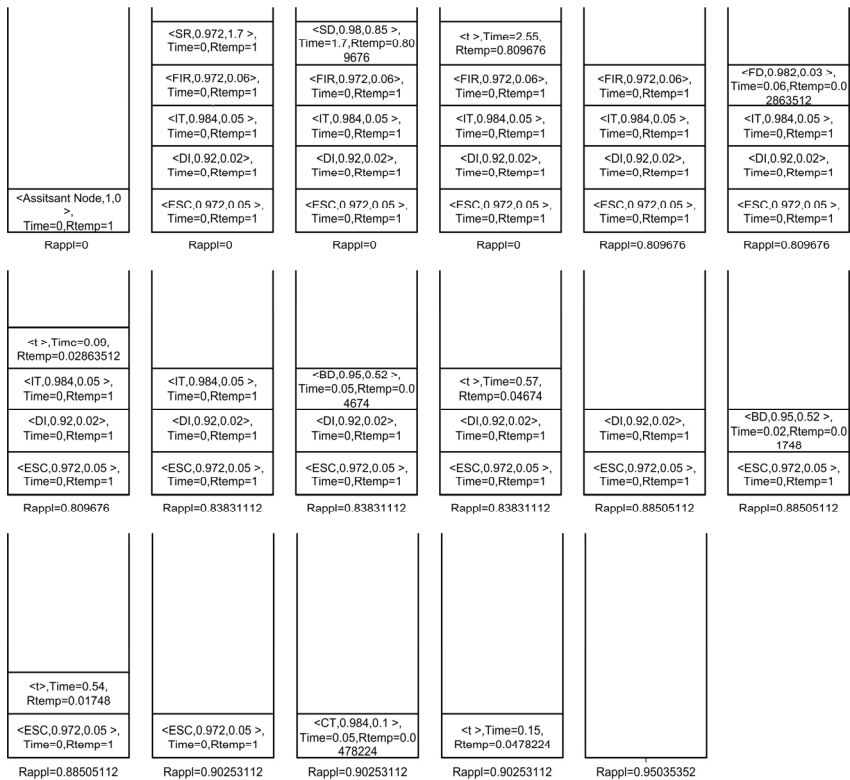 <Assitsant Node,1,0
>,
Time=0,Rtemp=1
Rappl=0
<SR,0.972,1.7 >,
Time=0,Rtemp=1
<FIR,0.972,0.06>,
Time=0,Rtemp=1
<IT,0.984,0.05 >,
Time=0,Rtemp=1
<DI,0.92,0.02>,
Time=0,Rtemp=1
<ESC,0.972,0.05 >,
Time=0,Rtemp=1
Rappl=0
<SD,0.98,0.85 >,
Time=1.7,Rtemp=0.80
9676
<FIR,0.972,0.06>,
Time=0,Rtemp=1
<IT,0.984,0.05 >,
Time=0,Rtemp=1
<DI,0.92,0.02>,
Time=0,Rtemp=1
<ESC,0.972,0.05 >,
Time=0,Rtemp=1
Rappl=0
<t >,Time=2.55,
Rtemp=0.809676
<FIR,0.972,0.06>,
Time=0,Rtemp=1
<IT,0.984,0.05 >,
Time=0,Rtemp=1
<DI,0.92,0.02>,
Time=0,Rtemp=1
<ESC,0.972,0.05 >,
Time=0,Rtemp=1
Rappl=0
<FIR,0.972,0.06>,
Time=0,Rtemp=1
<IT,0.984,0.05 >,
Time=0,Rtemp=1
<DI,0.92,0.02>,
Time=0,Rtemp=1
<ESC,0.972,0.05 >,
Time=0,Rtemp=1
Rappl=0.809676
<FD,0.982,0.03 >,
Time=0.06,Rtemp=0.0
2863512
<IT,0.984,0.05 >,
Time=0,Rtemp=1
<DI,0.92,0.02>,
Time=0,Rtemp=1
<ESC,0.972,0.05 >,
Time=0,Rtemp=1
Rappl=0.809676
<t >,Time=0.09,
Rtemp=0.02863512
<IT,0.984,0.05 >,
Time=0,Rtemp=1
<DI,0.92,0.02>,
Time=0,Rtemp=1
<ESC,0.972,0.05 >,
Time=0,Rtemp=1
Rappl=0.809676
<IT,0.984,0.05 >,
Time=0,Rtemp=1
<DI,0.92,0.02>,
Time=0,Rtemp=1
<ESC,0.972,0.05 >,
Time=0,Rtemp=1
Rappl=0.83831112
<BD,0.95,0.52 >,
Time=0.05,Rtemp=0.0
4674
<DI,0.92,0.02>,
Time=0,Rtemp=1
<ESC,0.972,0.05 >,
Time=0,Rtemp=1
Rappl=0.83831112
<t >,Time=0.57,
Rtemp=0.04674
<DI,0.92,0.02>,
Time=0,Rtemp=1
<ESC,0.972,0.05 >,
Time=0,Rtemp=1
Rappl=0.83831112
<DI,0.92,0.02>,
Time=0,Rtemp=1
<ESC,0.972,0.05 >,
Time=0,Rtemp=1
Rappl=0.88505112
<BD,0.95,0.52 >,
Time=0.02,Rtemp=0.0
1748
<ESC,0.972,0.05 >,
Time=0,Rtemp=1
Rappl=0.88505112
<t>,Time=0.54,
Rtemp=0.01748
<ESC,0.972,0.05 >,
Time=0,Rtemp=1
Rappl=0.88505112
<ESC,0.972,0.05 >,
Time=0,Rtemp=1
Rappl=0.90253112
<CT,0.984,0.1 >,
Time=0.05,Rtemp=0.0
478224
Rappl=0.90253112
<t >,Time=0.15,
Rtemp=0.0478224
Rappl=0.90253112
Rappl=0.95035352